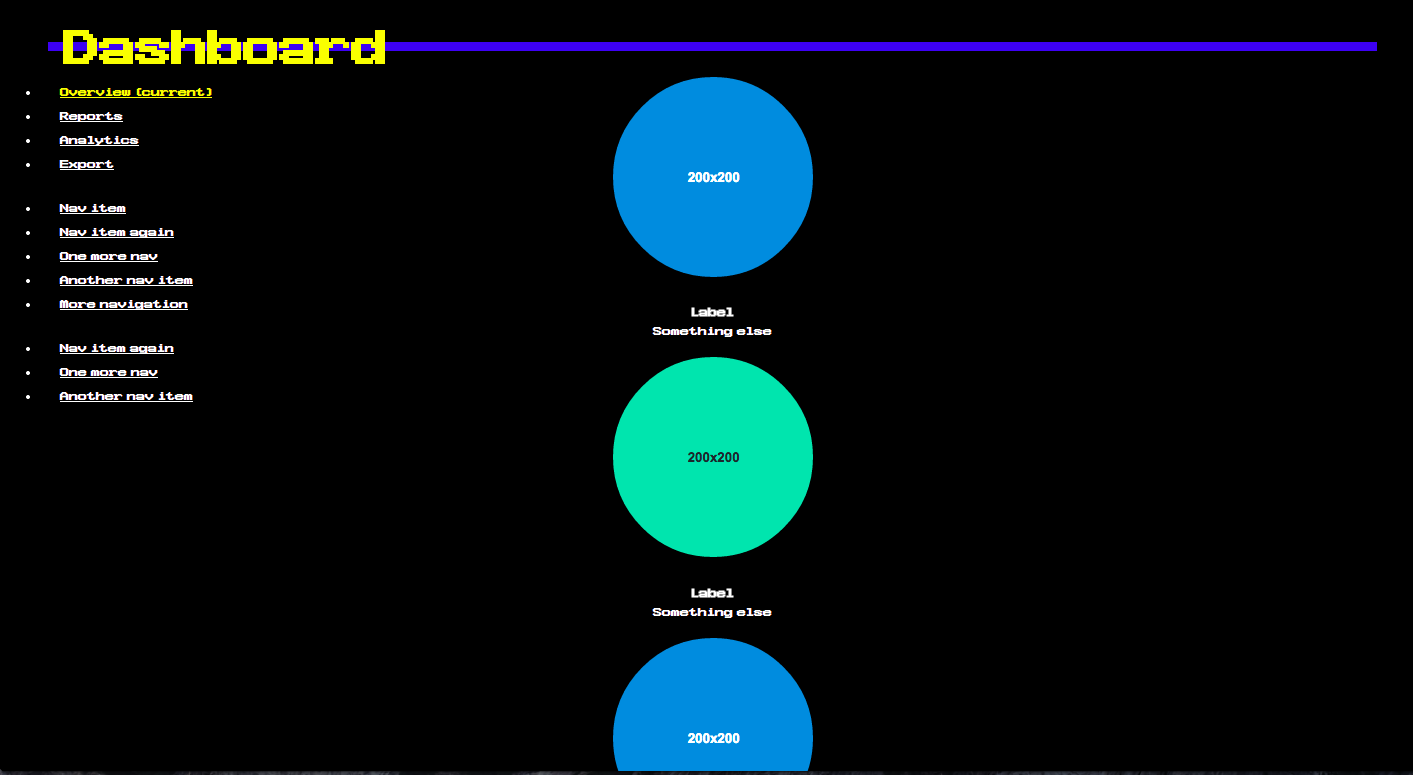 Dashboard
Overview (current)
Reports
Analytics
Export
Nav item
Nav item again
One more nav
Another nav item
More navigation
Nav item again
One more nav
Another nav item
200x200
Label
Something else
200x200
Label
Something else
200x200